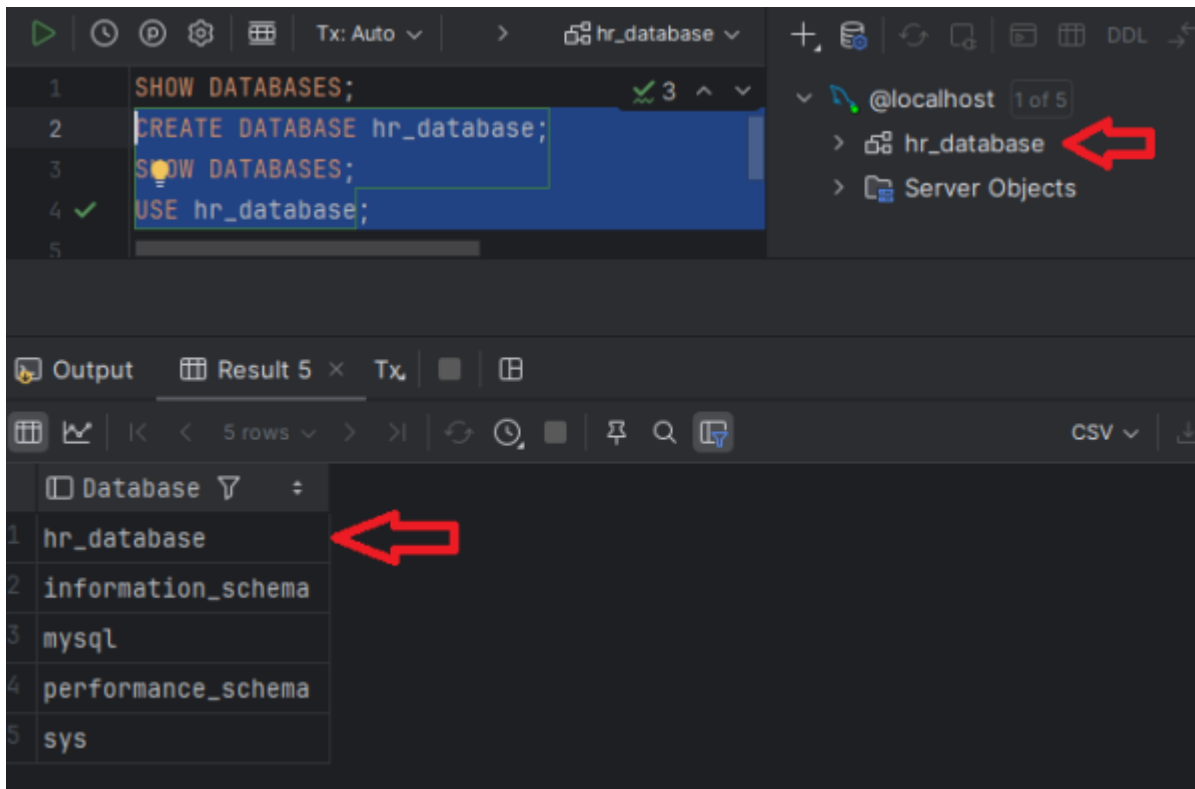 Tx: Auto
hr_database
DDL
1 SHOW DATABASES;
3
2 CREATE DATABASE hr_database;
3 SHOW DATABASES;
4 USE hr_database;
5
@localhost 1 of 5
hr_database
Server Objects
Output
Result 5
Tx
5 rows
CSV
Database
1 hr_database
2 information_schema
3 mysql
4 performance_schema
5 sys